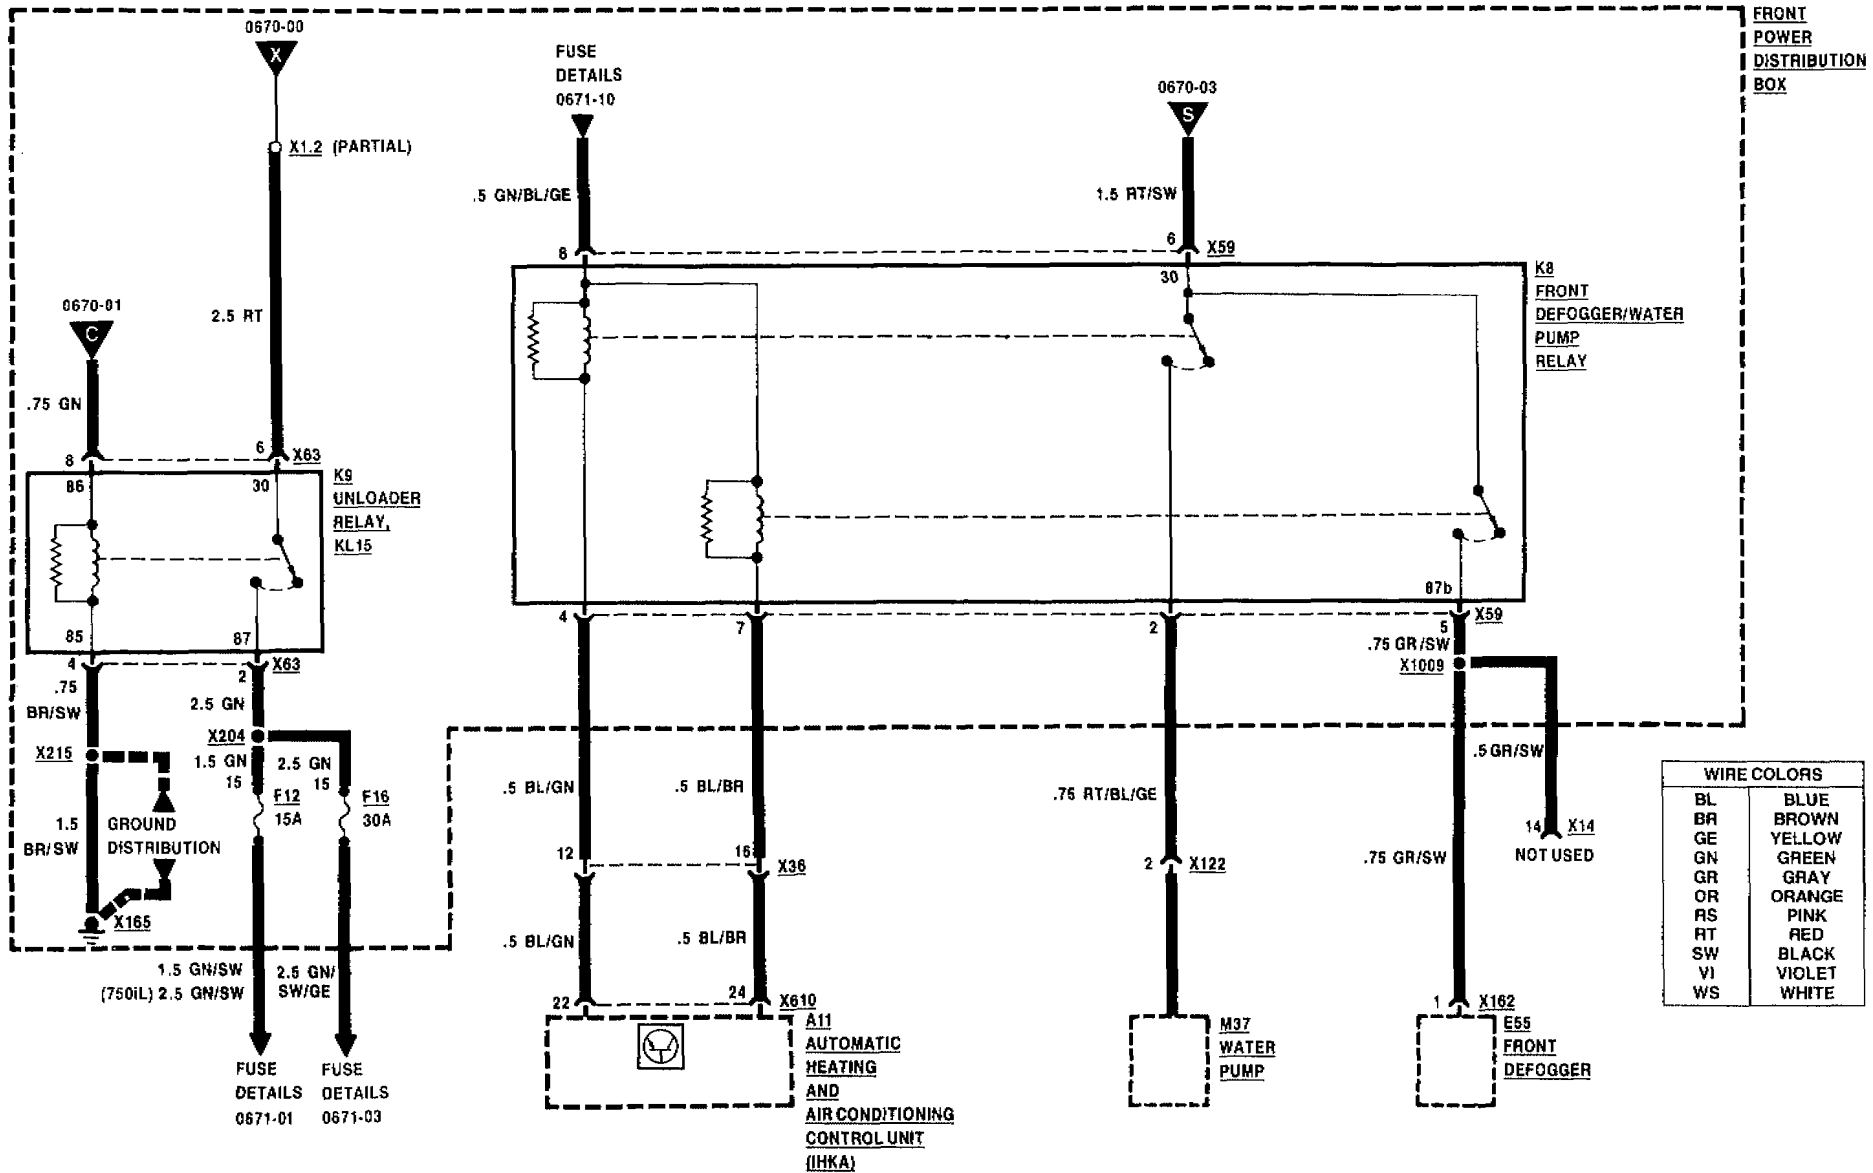 0670-00
X
X1.2 (PARTIAL)
2.5 RT
0670-01
C
.75 GN
8
6
X63
86
30
K9
UNLOADER
RELAY,
KL15
85
87
4
2
X63
.75
BR/SW
2.5 GN
X215
X204
1.5 GN
15
2.5 GN
15
F12
15A
F16
30A
1.5
BR/SW
GROUND
DISTRIBUTION
X165
1.5 GN/SW
(750iL) 2.5 GN/SW
2.5 GN/
SW/GE
FUSE
DETAILS
0671-01
FUSE
DETAILS
0671-03
FUSE
DETAILS
0671-10
.5 GN/BL/GE
8
0670-03
S
1.5 RT/SW
6
X59
30
K8
FRONT
DEFOGGER/WATER
PUMP
RELAY
87b
4
7
2
5
X59
.75 GR/SW
X1009
.5 GR/SW
14
X14
NOT USED
.5 BL/GN
.5 BL/BR
.75 RT/BL/GE
.75 GR/SW
12
16
X36
2
X122
.5 BL/GN
.5 BL/BR
22
24
X610
1
X162
A11
AUTOMATIC
HEATING
AND
AIR CONDITIONING
CONTROL UNIT
(IHKA)
M37
WATER
PUMP
E55
FRONT
DEFOGGER
FRONT
POWER
DISTRIBUTION
BOX
WIRE COLORS
BL BLUE
BR BROWN
GE YELLOW
GN GREEN
GR GRAY
OR ORANGE
RS PINK
RT RED
SW BLACK
VI VIOLET
WS WHITE